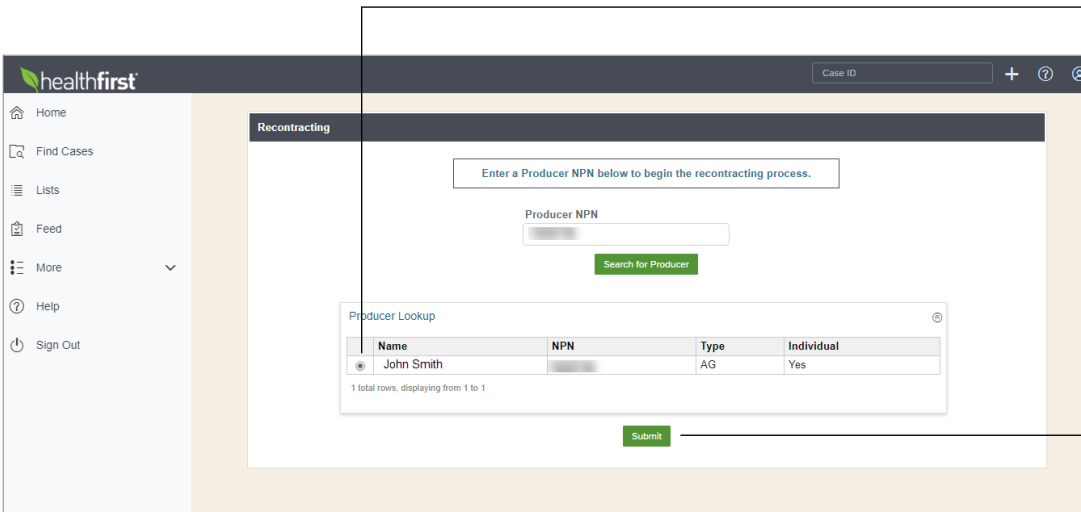 healthfirst
Case ID
Home
Find Cases
Lists
Feed
More
Help
Sign Out
Recontracting
Enter a Producer NPN below to begin the recontracting process.
Producer NPN
Search for Producer
Producer Lookup
Name NPN Type Individual
John Smith AG Yes
1 total rows, displaying from 1 to 1
Submit